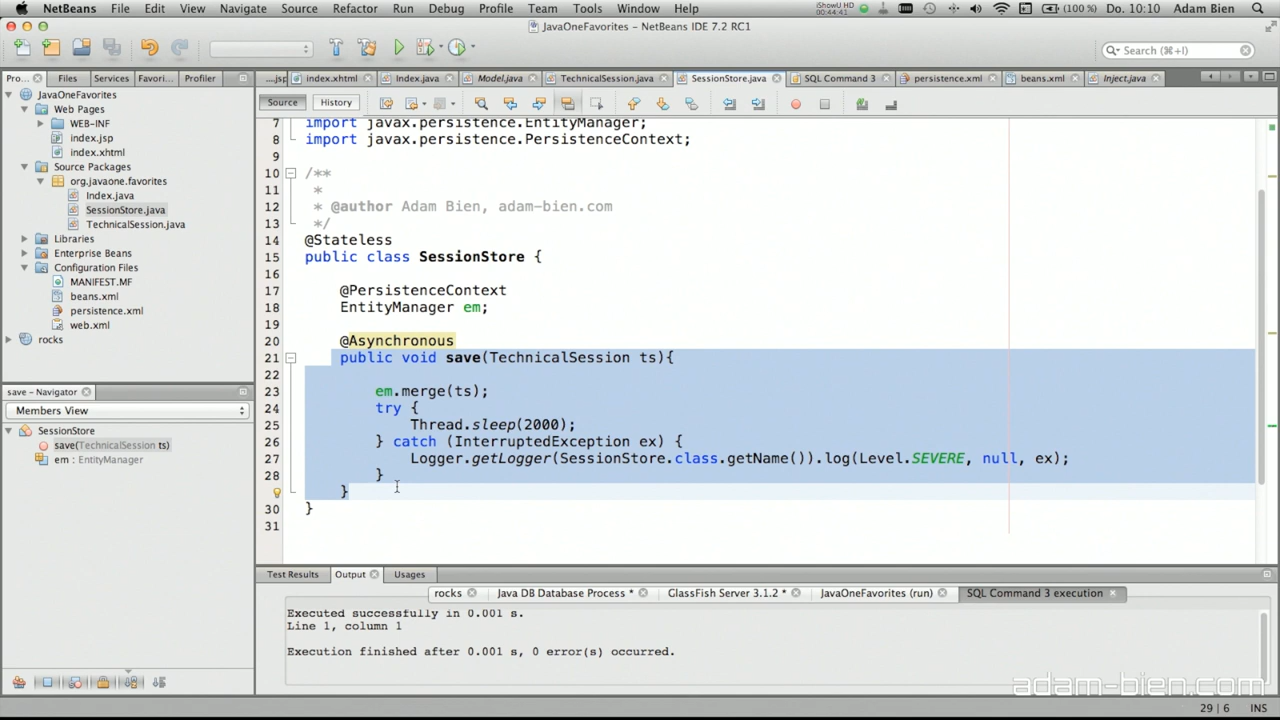 NetBeans File Edit View Navigate Source Refactor Run Debug Profile Team Tools Window Help iShowU HD 00:44:41 (100 %) Do. 10:10 Adam Bien
JavaOneFavorites – NetBeans IDE 7.2 RC1
Search (⌘+I)
Pro... Files Services Favori... Profiler
...jsp index.xhtml Index.java Model.java TechnicalSession.java SessionStore.java SQL Command 3 persistence.xml beans.xml Inject.java
Source History
JavaOneFavorites
Web Pages
WEB-INF
index.jsp
index.xhtml
Source Packages
org.javaone.favorites
Index.java
SessionStore.java
TechnicalSession.java
Libraries
Enterprise Beans
Configuration Files
MANIFEST.MF
beans.xml
persistence.xml
web.xml
rocks
save – Navigator
Members View
SessionStore
save(TechnicalSession ts)
em : EntityManager
7 import javax.persistence.EntityManager;
8 import javax.persistence.PersistenceContext;
9
10 /**
11 *
12 * @author Adam Bien, adam-bien.com
13 */
14 @Stateless
15 public class SessionStore {
16
17 @PersistenceContext
18 EntityManager em;
19
20 @Asynchronous
21 public void save(TechnicalSession ts){
22
23 em.merge(ts);
24 try {
25 Thread.sleep(2000);
26 } catch (InterruptedException ex) {
27 Logger.getLogger(SessionStore.class.getName()).log(Level.SEVERE, null, ex);
28 }
}
30 }
31
Test Results Output Usages
rocks Java DB Database Process * GlassFish Server 3.1.2 * JavaOneFavorites (run) SQL Command 3 execution
Executed successfully in 0.001 s.
Line 1, column 1
Execution finished after 0.001 s, 0 error(s) occurred.
adam-bien.com
29 | 6 INS